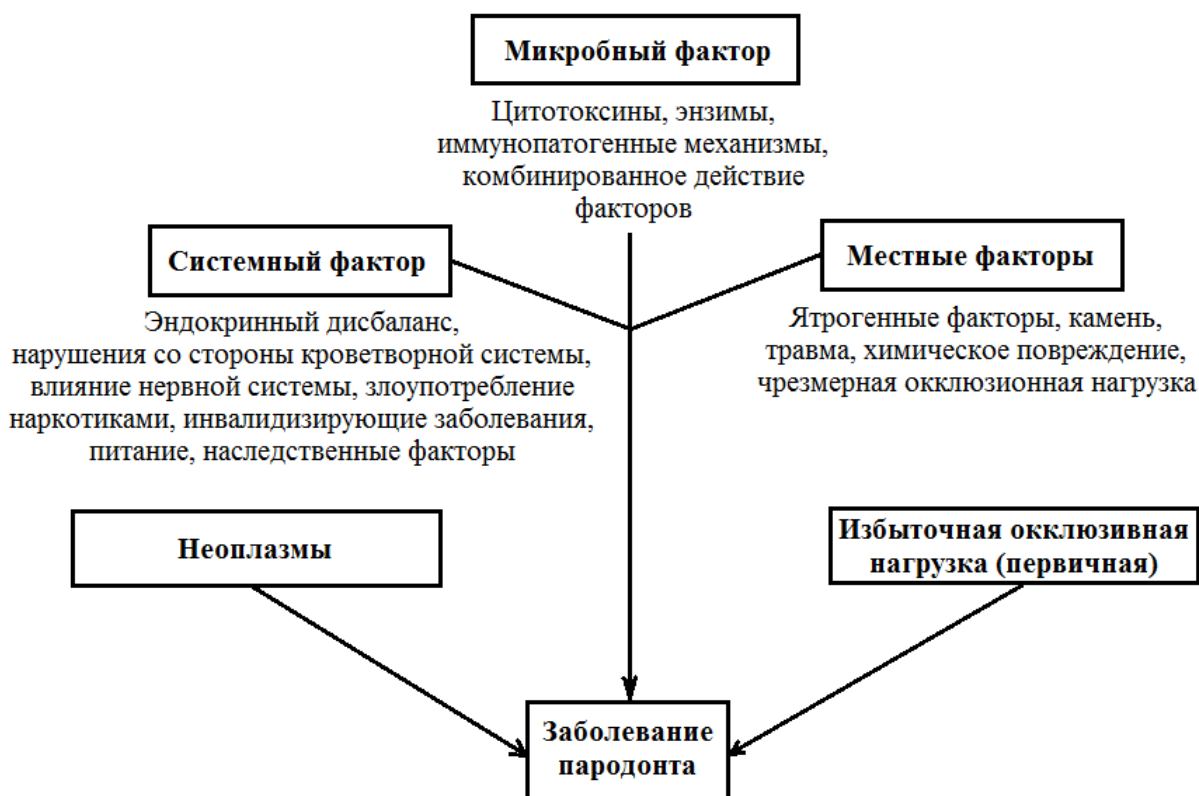 Микробный фактор
Цитотоксины, энзимы,
иммунопатогенные механизмы,
комбинированное действие
факторов
Системный фактор
Эндокринный дисбаланс,
нарушения со стороны кроветворной системы,
влияние нервной системы, злоупотребление
наркотиками, инвалидизирующие заболевания,
питание, наследственные факторы
Местные факторы
Ятрогенные факторы, камень,
травма, химическое повреждение,
чрезмерная окклюзионная нагрузка
Неоплазмы
Избыточная окклюзивная
нагрузка (первичная)
Заболевание
пародонта